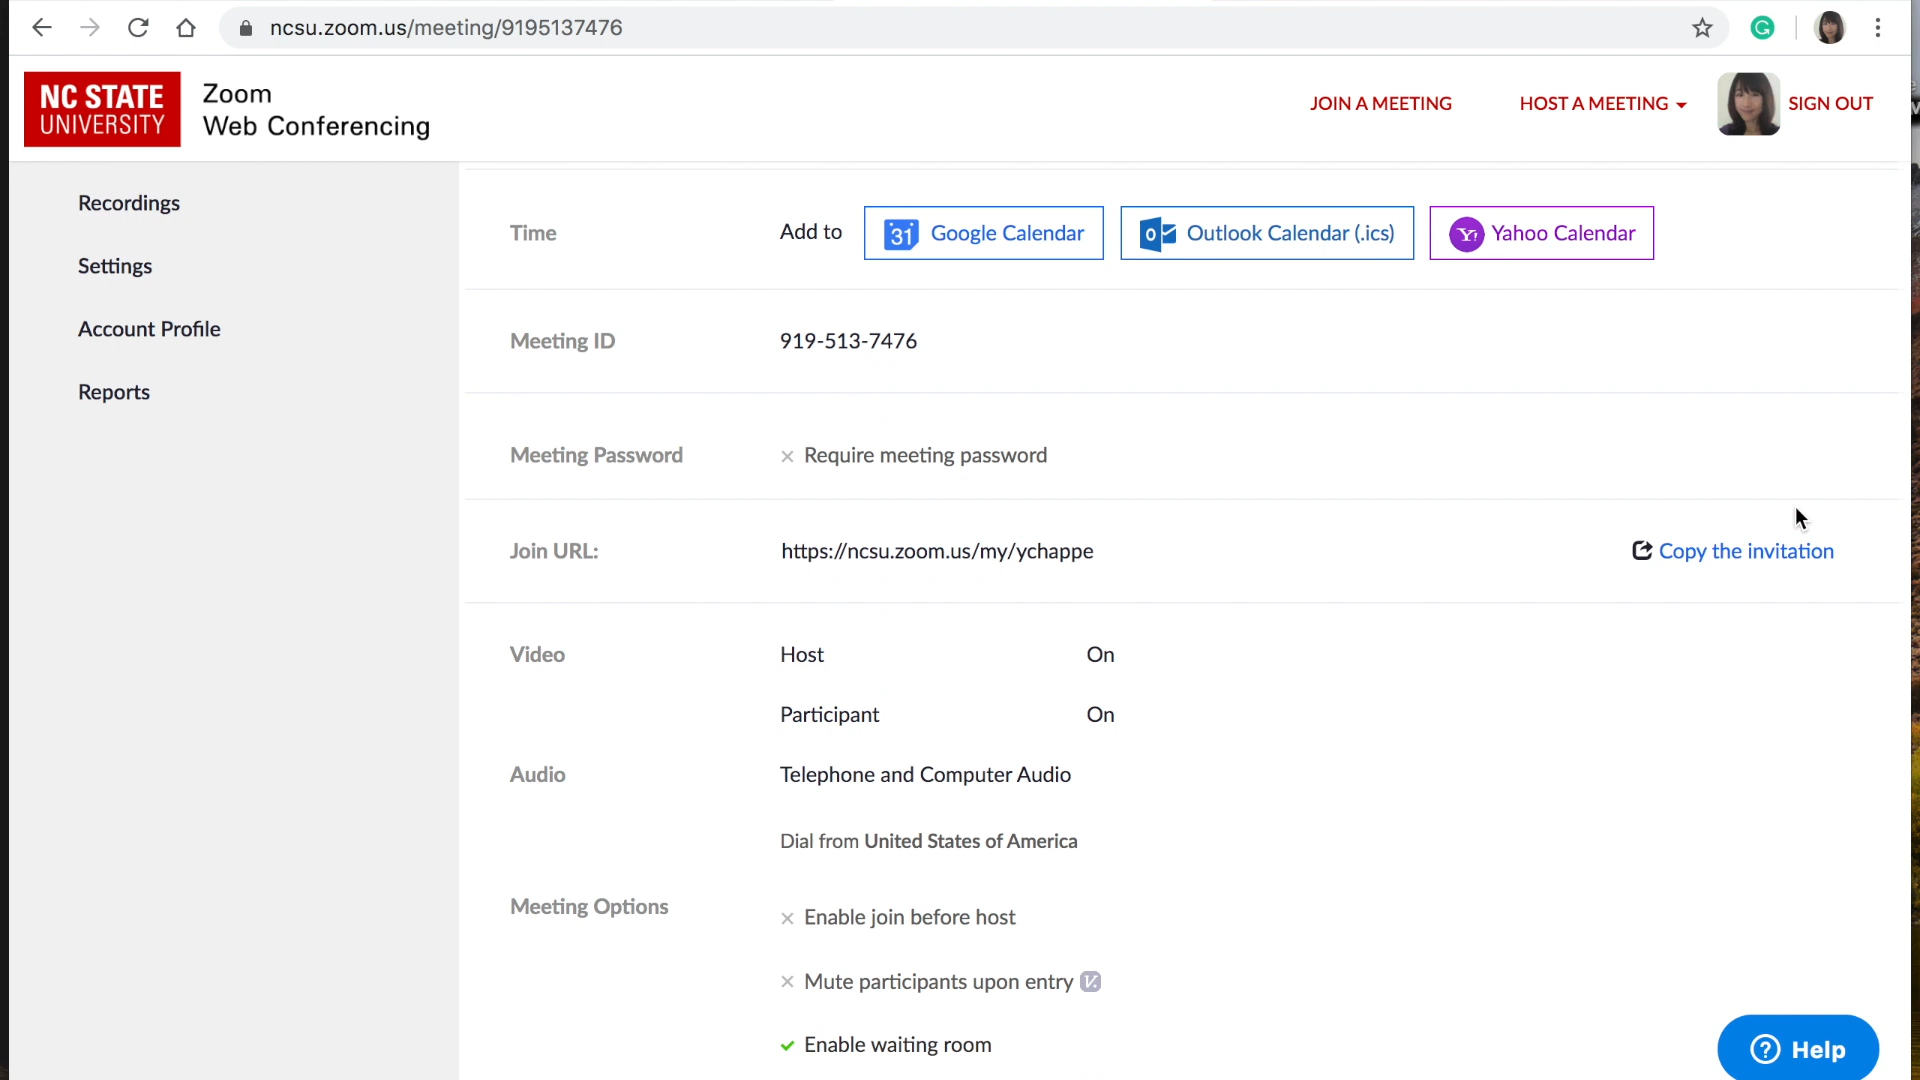 ncsu.zoom.us/meeting/9195137476
NC STATE
UNIVERSITY
Zoom
Web Conferencing
JOIN A MEETING
HOST A MEETING
SIGN OUT
Recordings
Settings
Account Profile
Reports
Time
Add to
31 Google Calendar
Outlook Calendar (.ics)
Yahoo Calendar
Meeting ID
919-513-7476
Meeting Password
Require meeting password
Join URL:
https://ncsu.zoom.us/my/ychappe
Copy the invitation
Video
Host On
Participant On
Audio
Telephone and Computer Audio
Dial from United States of America
Meeting Options
Enable join before host
Mute participants upon entry
Enable waiting room
? Help